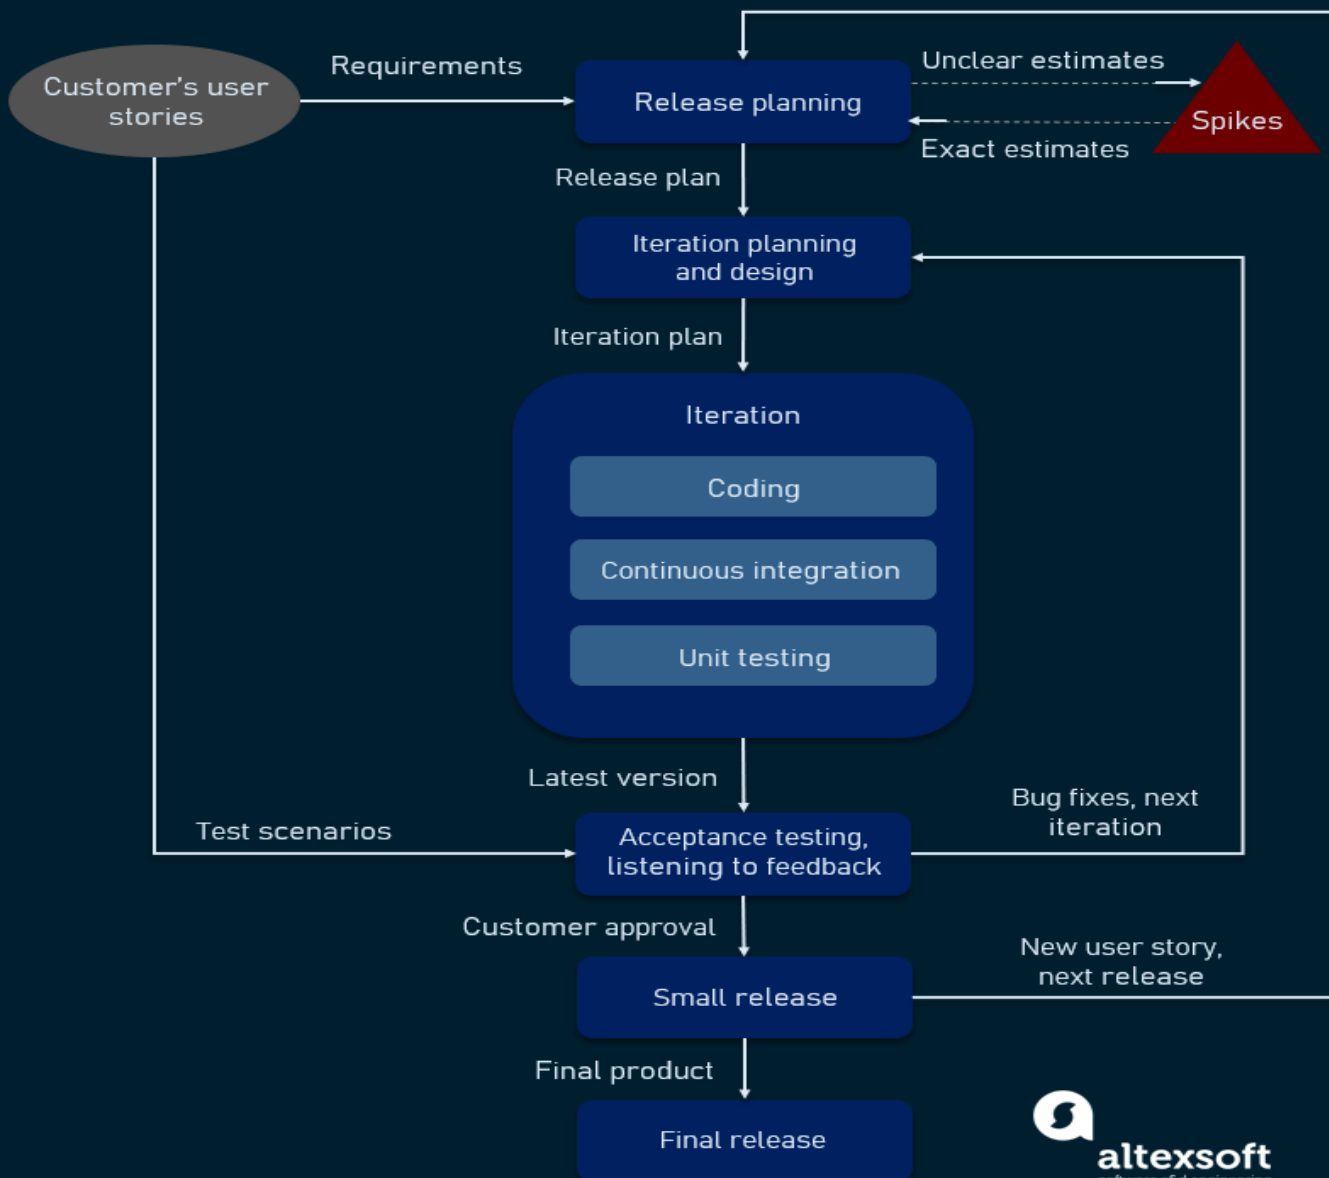 Customer's user
stories
Requirements
Release planning
Unclear estimates
Spikes
Exact estimates
Release plan
Iteration planning
and design
Iteration plan
Iteration
Coding
Continuous integration
Unit testing
Latest version
Test scenarios
Acceptance testing,
listening to feedback
Bug fixes, next
iteration
Customer approval
Small release
New user story,
next release
Final product
Final release
altexsoft